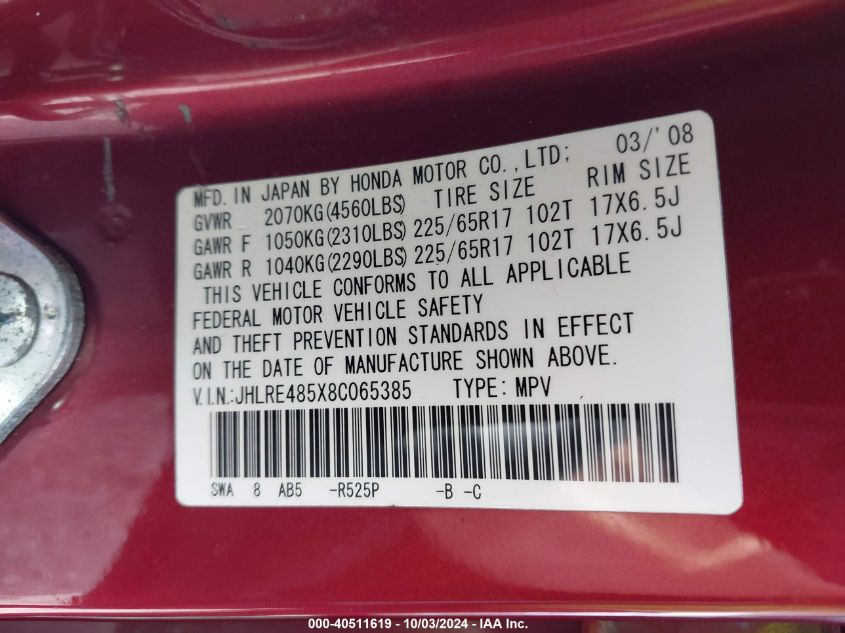 MFD. IN JAPAN BY HONDA MOTOR CO.,LTD; 03/'08
GVWR 2070KG(4560LBS) TIRE SIZE RIM SIZE
GAWR F 1050KG(2310LBS) 225/65R17 102T 17X6.5J
GAWR R 1040KG(2290LBS) 225/65R17 102T 17X6.5J
THIS VEHICLE CONFORMS TO ALL APPLICABLE
FEDERAL MOTOR VEHICLE SAFETY
AND THEFT PREVENTION STANDARDS IN EFFECT
ON THE DATE OF MANUFACTURE SHOWN ABOVE.
V.I.N.:JHLRE485X8C065385 TYPE: MPV
SWA 8 AB5 -R525P -B -C
000-40511619 - 10/03/2024 - IAA Inc.